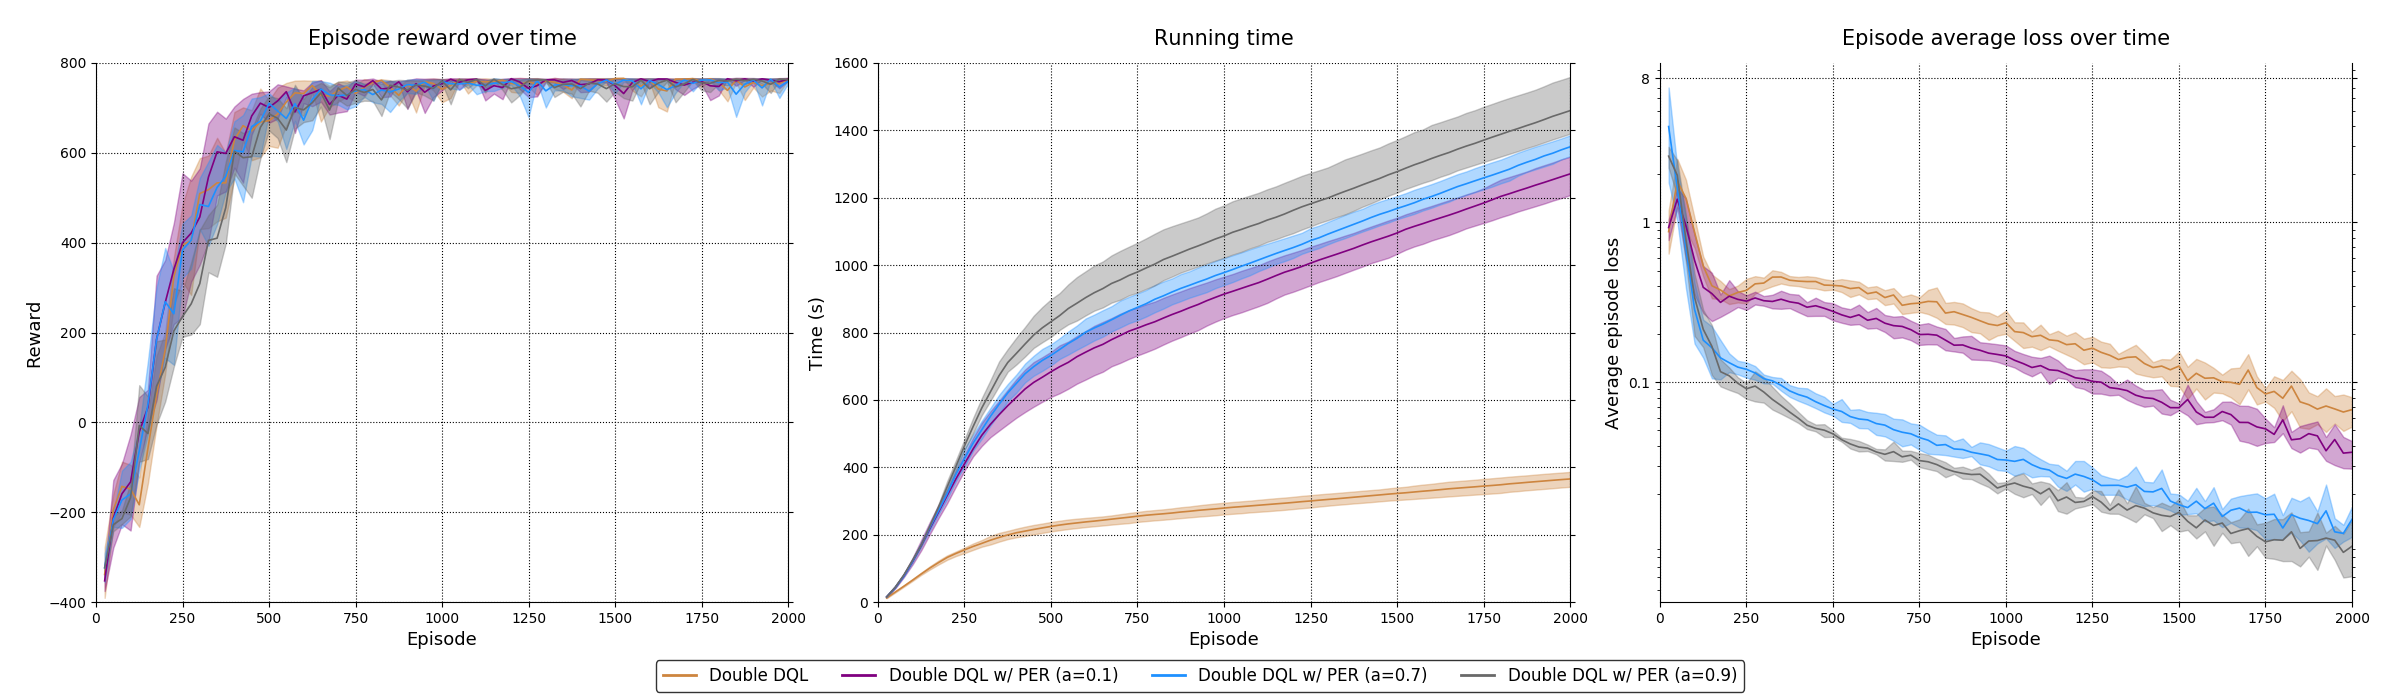 Episode reward over time
Reward
800
600
400
200
0
−200
−400
0 250 500 750 1000 1250 1500 1750 2000
Episode
Running time
Time (s)
1600
1400
1200
1000
800
600
400
200
0
0 250 500 750 1000 1250 1500 1750 2000
Episode
Episode average loss over time
Average episode loss
8
1
0.1
0 250 500 750 1000 1250 1500 1750 2000
Episode
Double DQL Double DQL w/ PER (a=0.1) Double DQL w/ PER (a=0.7) Double DQL w/ PER (a=0.9)